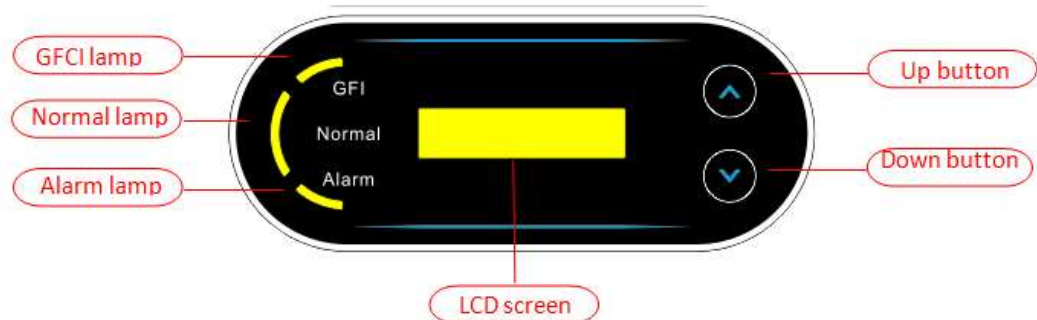 GFCI lamp
Normal lamp
Alarm lamp
GFI
Normal
Alarm
Up button
Down button
LCD screen